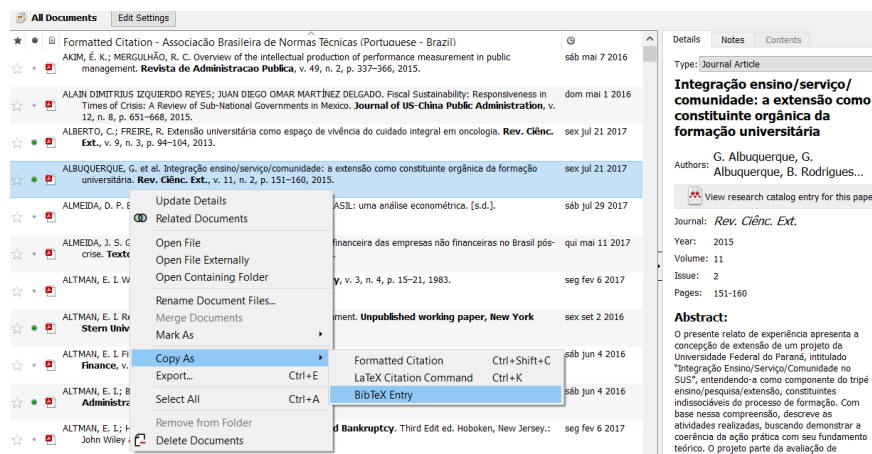 All Documents Edit Settings
Formatted Citation - Associação Brasileira de Normas Técnicas (Portuguese - Brazil)
AKIM, É. K.; MERGULHÃO, R. C. Overview of the intellectual production of performance measurement in public sáb mai 7 2016
management. Revista de Administracao Publica, v. 49, n. 2, p. 337–366, 2015.
ALAIN DIMITRIUS IZQUIERDO REYES; JUAN DIEGO OMAR MARTÍNEZ DELGADO. Fiscal Sustainability: Responsiveness in dom mai 1 2016
Times of Crisis: A Review of Sub-National Governments in Mexico. Journal of US-China Public Administration, v.
12, n. 8, p. 651–668, 2015.
ALBERTO, C.; FREIRE, R. Extensão universitária como espaço de vivência do cuidado integral em oncologia. Rev. Ciênc. sex jul 21 2017
Ext., v. 9, n. 3, p. 94–104, 2013.
ALBUQUERQUE, G. et al. Integração ensino/serviço/comunidade: a extensão como constituinte orgânica da formação sex jul 21 2017
universitária. Rev. Ciênc. Ext., v. 11, n. 2, p. 151–160, 2015.
ALMEIDA, D. P. ASIL: uma análise econométrica. [s.d.]. sáb jul 29 2017
ALMEIDA, J. S. G financeira das empresas não financeiras no Brasil pós- qui mai 11 2017
crise. Texto
ALTMAN, E. I. W y, v. 3, n. 4, p. 15–21, 1983. seg fev 6 2017
ALTMAN, E. I. Re ment. Unpublished working paper, New York sex set 2 2016
Stern Univ
ALTMAN, E. I. Fi sáb jun 4 2016
Finance, v.
ALTMAN, E. I.; B sáb jun 4 2016
Administra
ALTMAN, E. I.; H d Bankruptcy. Third Edit ed. Hoboken, New Jersey.: seg fev 6 2017
John Wiley
Update Details
Related Documents
Open File
Open File Externally
Open Containing Folder
Rename Document Files...
Merge Documents
Mark As
Copy As
Export... Ctrl+E
Select All Ctrl+A
Remove from Folder
Delete Documents
Formatted Citation Ctrl+Shift+C
LaTeX Citation Command Ctrl+K
BibTeX Entry
Details Notes Contents
Type: Journal Article
Integração ensino/serviço/
comunidade: a extensão como
constituinte orgânica da
formação universitária
Authors: G. Albuquerque, G.
Albuquerque, B. Rodrigues...
View research catalog entry for this pape
Journal: Rev. Ciênc. Ext.
Year: 2015
Volume: 11
Issue: 2
Pages: 151-160
Abstract:
O presente relato de experiência apresenta a
concepção de extensão de um projeto da
Universidade Federal do Paraná, intitulado
"Integração Ensino/Serviço/Comunidade no
SUS", entendendo-a como componente do tripé
ensino/pesquisa/extensão, constituintes
indissociáveis do processo de formação. Com
base nessa compreensão, descreve as
atividades realizadas, buscando demonstrar a
coerência da ação prática com seu fundamento
teórico. O projeto parte da avaliação de